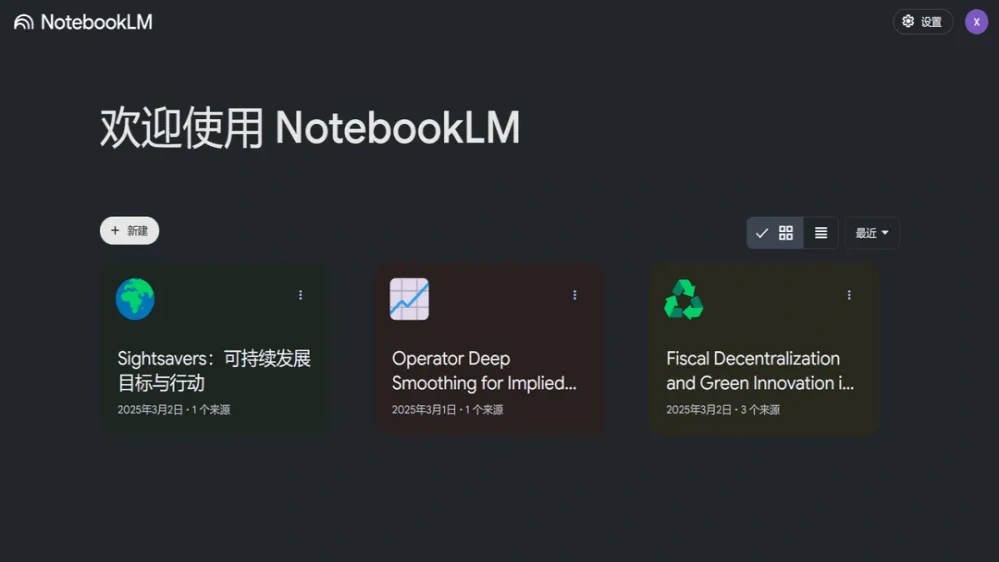 NotebookLM
设置
X
欢迎使用 NotebookLM
+ 新建
最近
Sightsavers：可持续发展
目标与行动
2025年3月2日·1 个来源
Operator Deep
Smoothing for Implied...
2025年3月1日·1 个来源
Fiscal Decentralization
and Green Innovation i...
2025年3月2日·3 个来源